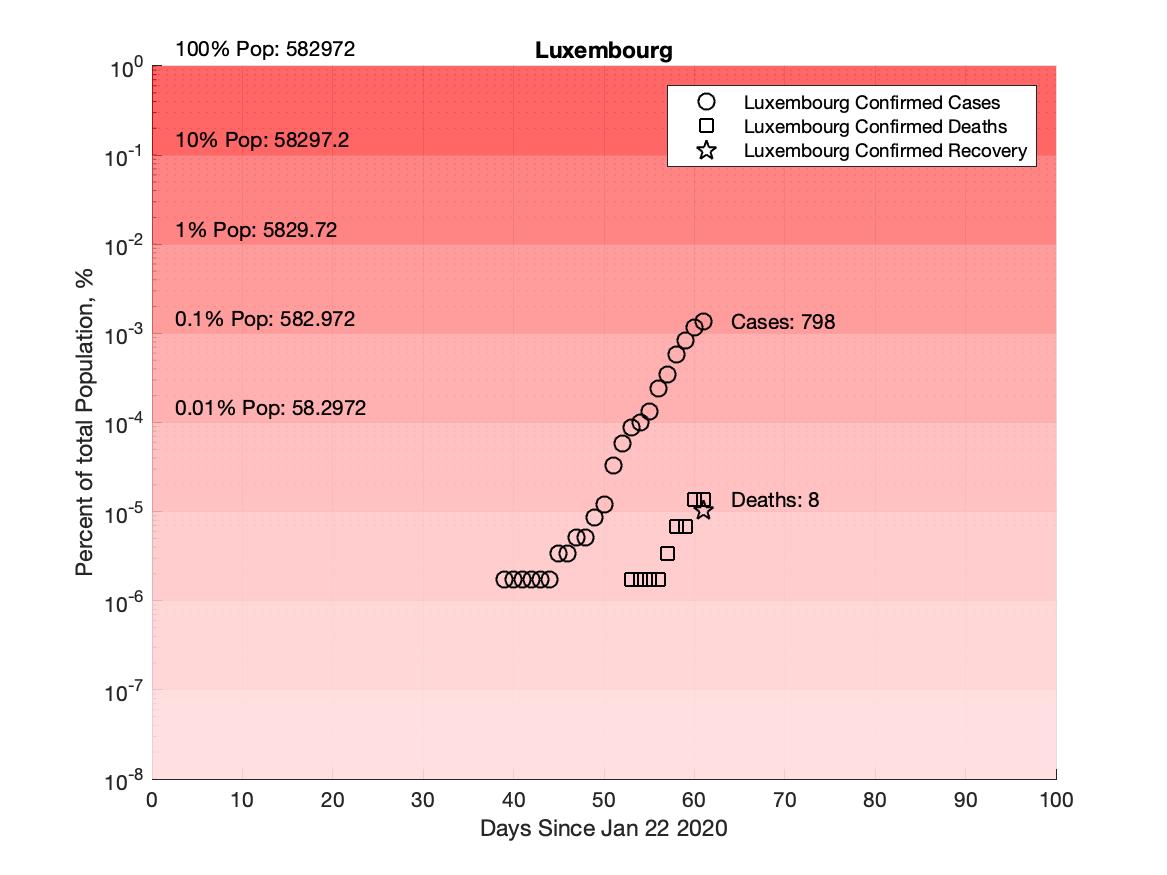 Luxembourg
100% Pop: 582972
10% Pop: 58297.2
1% Pop: 5829.72
0.1% Pop: 582.972
0.01% Pop: 58.2972
Luxembourg Confirmed Cases
Luxembourg Confirmed Deaths
Luxembourg Confirmed Recovery
Cases: 798
Deaths: 8
Percent of total Population, %
10^0
10^-1
10^-2
10^-3
10^-4
10^-5
10^-6
10^-7
10^-8
0 10 20 30 40 50 60 70 80 90 100
Days Since Jan 22 2020